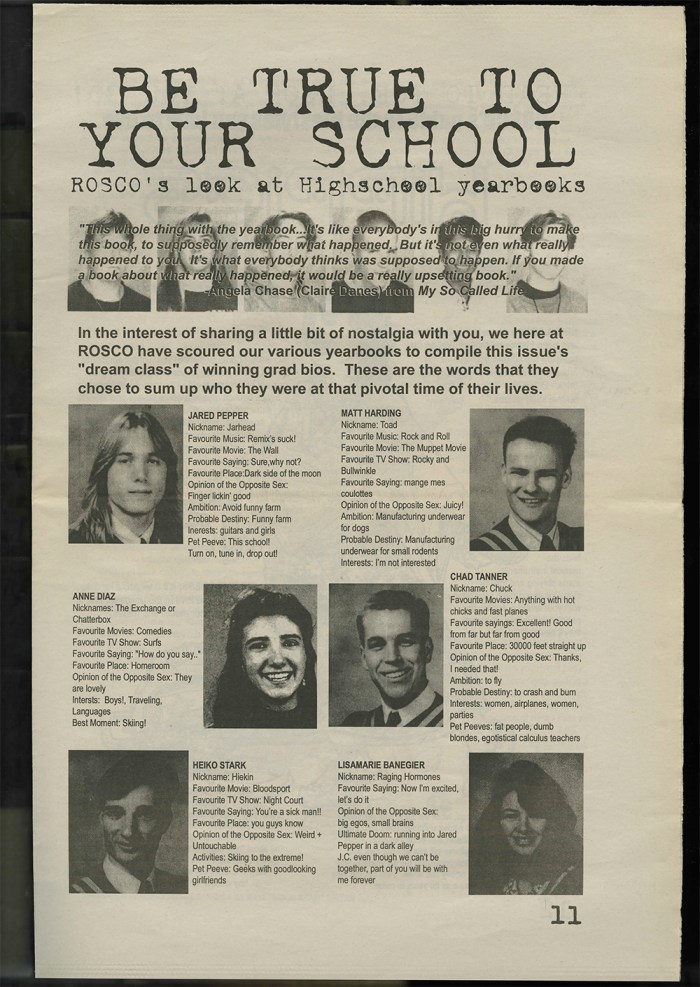 BE TRUE TO
YOUR SCHOOL
ROSCO's look at Highschool yearbooks
"This whole thing with the yearbook...it's like everybody's in this big hurry to make
this book, to supposedly remember what happened. But it's not even what really
happened to you, it's what everybody thinks was supposed to happen. If you made
a book about what really happened, it would be a really upsetting book."
-Angela Chase (Claire Danes) from My So Called Life
In the interest of sharing a little bit of nostalgia with you, we here at
ROSCO have scoured our various yearbooks to compile this issue's
"dream class" of winning grad bios. These are the words that they
chose to sum up who they were at that pivotal time of their lives.
JARED PEPPER
Nickname: Jarhead
Favourite Music: Remix's suck!
Favourite Movie: The Wall
Favourite Saying: Sure,why not?
Favourite Place:Dark side of the moon
Opinion of the Opposite Sex:
Finger lickin' good
Ambition: Avoid funny farm
Probable Destiny: Funny farm
Inerests: guitars and girls
Pet Peeve: This school!
Turn on, tune in, drop out!
MATT HARDING
Nickname: Toad
Favourite Music: Rock and Roll
Favourite Movie: The Muppet Movie
Favourite TV Show: Rocky and
Bullwinkle
Favourite Saying: mange mes
coulottes
Opinion of the Opposite Sex: Juicy!
Ambition: Manufacturing underwear
for dogs
Probable Destiny: Manufacturing
underwear for small rodents
Interests: I'm not interested
ANNE DIAZ
Nicknames: The Exchange or
Chatterbox
Favourite Movies: Comedies
Favourite TV Show: Surfs
Favourite Saying: "How do you say.."
Favourite Place: Homeroom
Opinion of the Opposite Sex: They
are lovely
Intersts: Boys!, Traveling,
Languages
Best Moment: Skiing!
CHAD TANNER
Nickname: Chuck
Favourite Movies: Anything with hot
chicks and fast planes
Favourite sayings: Excellent! Good
from far but far from good
Favourite Place: 30000 feet straight up
Opinion of the Opposite Sex: Thanks,
I needed that!
Ambition: to fly
Probable Destiny: to crash and burn
Interests: women, airplanes, women,
parties
Pet Peeves: fat people, dumb
blondes, egotistical calculus teachers
HEIKO STARK
Nickname: Hiekin
Favourite Movie: Bloodsport
Favourite TV Show: Night Court
Favourite Saying: You're a sick man!!
Favourite Place: you guys know
Opinion of the Opposite Sex: Weird +
Untouchable
Activities: Skiing to the extreme!
Pet Peeve: Geeks with goodlooking
girlfriends
LISAMARIE BANEGIER
Nickname: Raging Hormones
Favourite Saying: Now I'm excited,
let's do it
Opinion of the Opposite Sex:
big egos, small brains
Ultimate Doom: running into Jared
Pepper in a dark alley
J.C. even though we can't be
together, part of you will be with
me forever
11